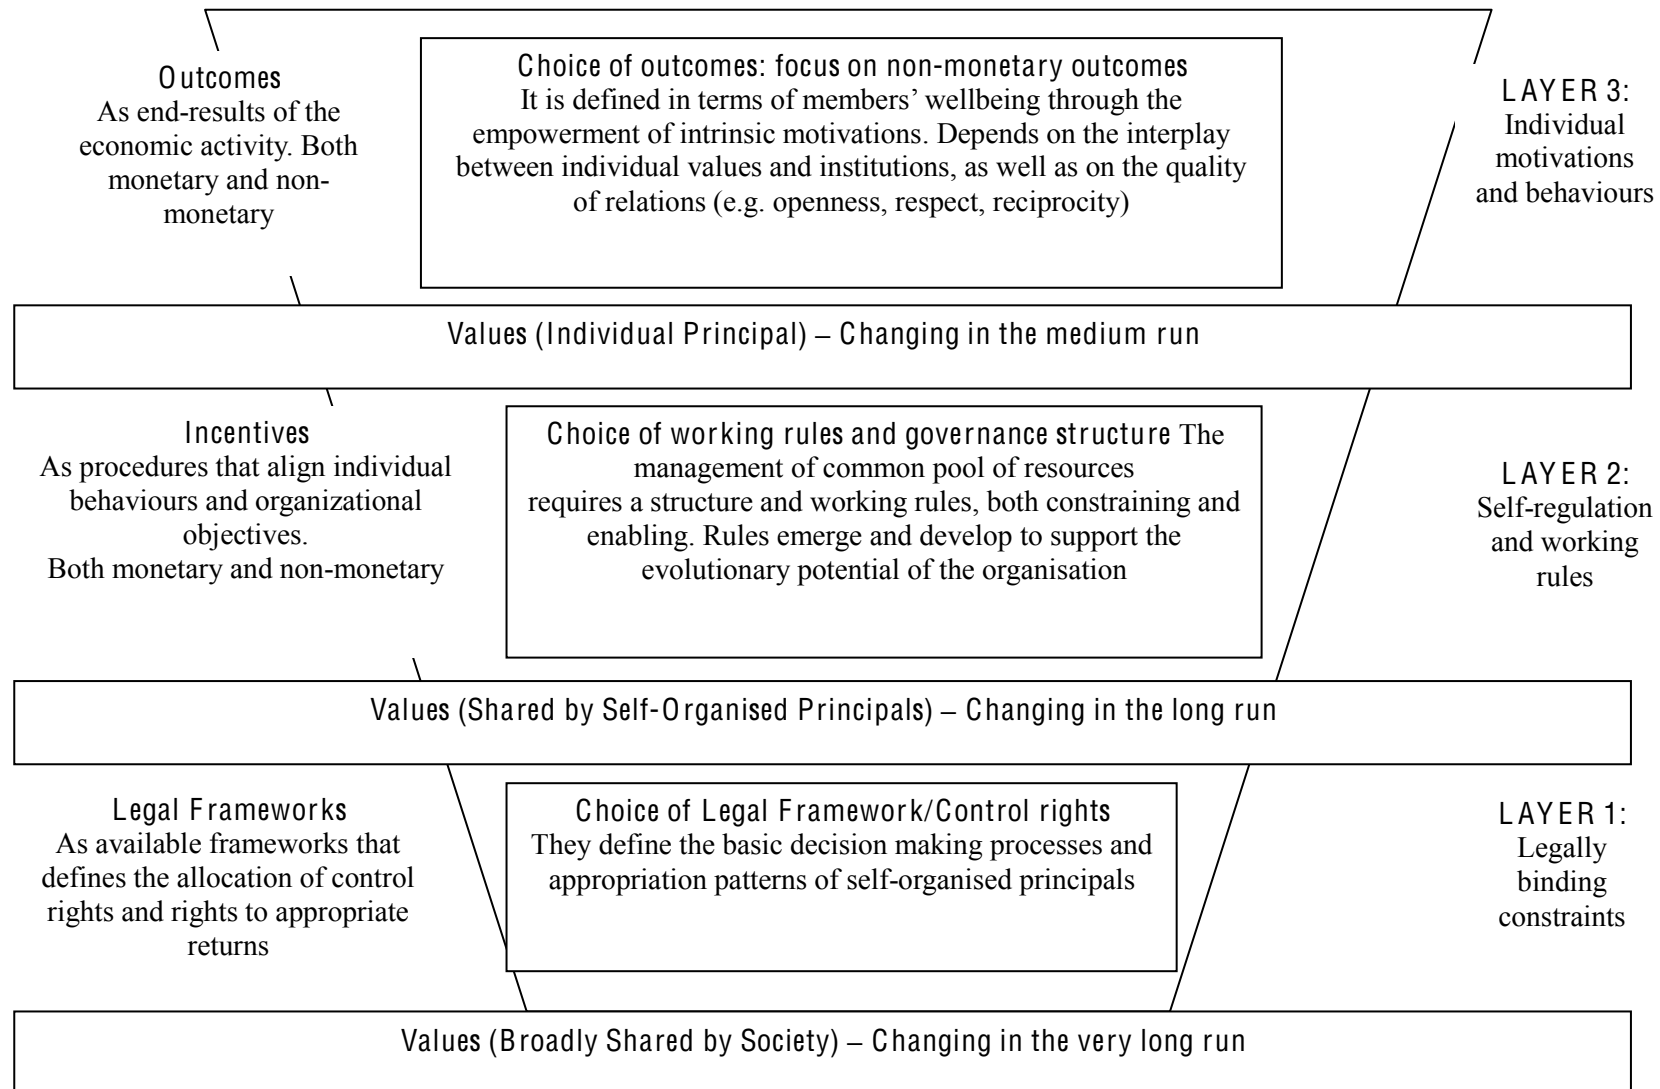 Outcomes
As end-results of the
economic activity. Both
monetary and non-
monetary
Choice of outcomes: focus on non-monetary outcomes
It is defined in terms of members’ wellbeing through the
empowerment of intrinsic motivations. Depends on the interplay
between individual values and institutions, as well as on the quality
of relations (e.g. openness, respect, reciprocity)
LAYER 3:
Individual
motivations
and behaviours
Values (Individual Principal) – Changing in the medium run
Incentives
As procedures that align individual
behaviours and organizational
objectives.
Both monetary and non-monetary
Choice of working rules and governance structure The
management of common pool of resources
requires a structure and working rules, both constraining and
enabling. Rules emerge and develop to support the
evolutionary potential of the organisation
LAYER 2:
Self-regulation
and working
rules
Values (Shared by Self-Organised Principals) – Changing in the long run
Legal Frameworks
As available frameworks that
defines the allocation of control
rights and rights to appropriate
returns
Choice of Legal Framework/Control rights
They define the basic decision making processes and
appropriation patterns of self-organised principals
LAYER 1:
Legally
binding
constraints
Values (Broadly Shared by Society) – Changing in the very long run